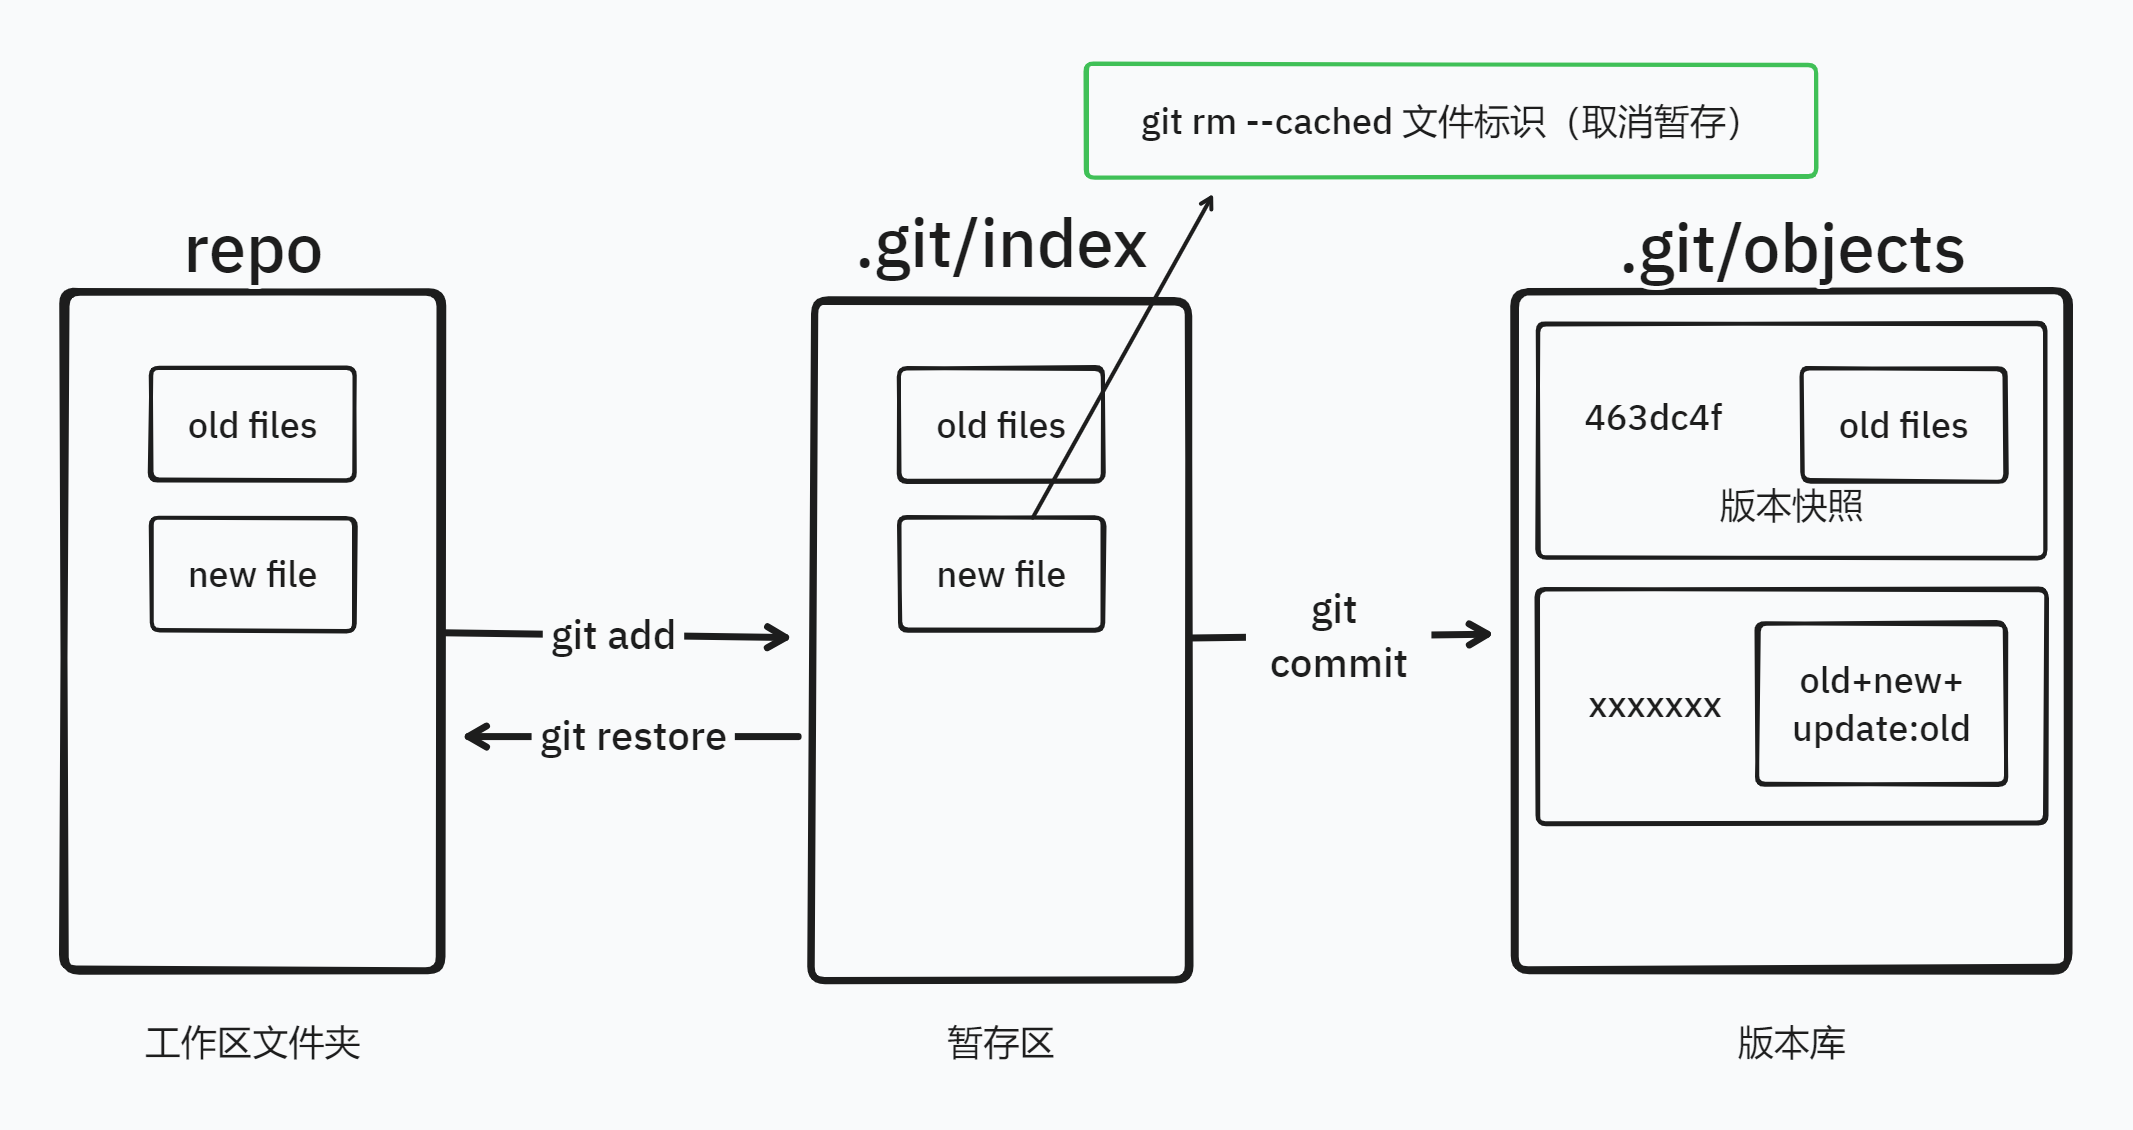 git rm --cached 文件标识（取消暂存）
repo
.git/index
.git/objects
old files
new file
git add
git restore
old files
new file
git
commit
463dc4f
old files
版本快照
xxxxxxx
old+new+
update:old
工作区文件夹
暂存区
版本库